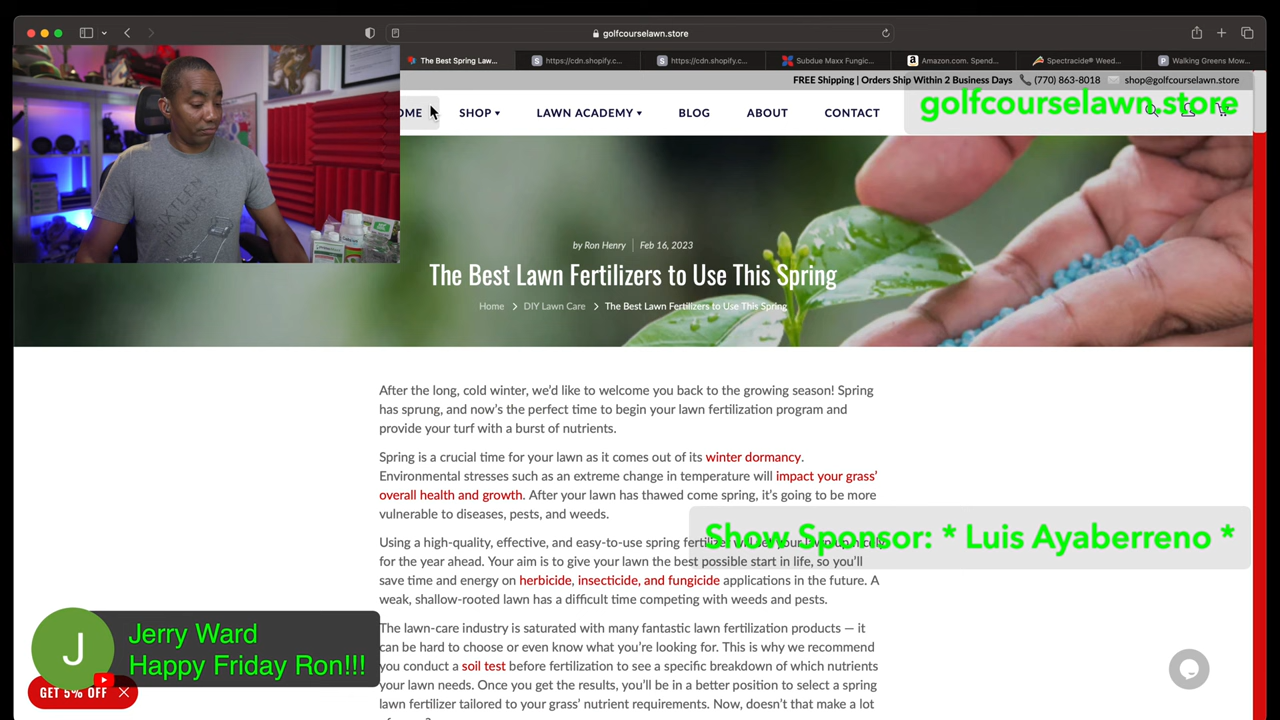 golfcourselawn.store
The Best Spring Law...
https://cdn.shopify.c...
https://cdn.shopify.c...
Subdue Maxx Fungic...
Amazon.com. Spend...
Spectracide® Weed...
Walking Greens Mow...
FREE Shipping | Orders Ship Within 2 Business Days
(770) 863-8018
shop@golfcourselawn.store
golfcourselawn.store
OME
SHOP
LAWN ACADEMY
BLOG
ABOUT
CONTACT
by Ron Henry
Feb 16, 2023
The Best Lawn Fertilizers to Use This Spring
Home > DIY Lawn Care > The Best Lawn Fertilizers to Use This Spring
After the long, cold winter, we'd like to welcome you back to the growing season! Spring
has sprung, and now's the perfect time to begin your lawn fertilization program and
provide your turf with a burst of nutrients.
Spring is a crucial time for your lawn as it comes out of its winter dormancy.
Environmental stresses such as an extreme change in temperature will impact your grass'
overall health and growth. After your lawn has thawed come spring, it's going to be more
vulnerable to diseases, pests, and weeds.
Show Sponsor: * Luis Ayaberreno *
Using a high-quality, effective, and easy-to-use spring fertilizer will set your lawn up nicely
for the year ahead. Your aim is to give your lawn the best possible start in life, so you'll
save time and energy on herbicide, insecticide, and fungicide applications in the future. A
weak, shallow-rooted lawn has a difficult time competing with weeds and pests.
The lawn-care industry is saturated with many fantastic lawn fertilization products — it
can be hard to choose or even know what you're looking for. This is why we recommend
you conduct a soil test before fertilization to see a specific breakdown of which nutrients
your lawn needs. Once you get the results, you'll be in a better position to select a spring
lawn fertilizer tailored to your grass' nutrient requirements. Now, doesn't that make a lot
J
Jerry Ward
Happy Friday Ron!!!
GET 5% OFF